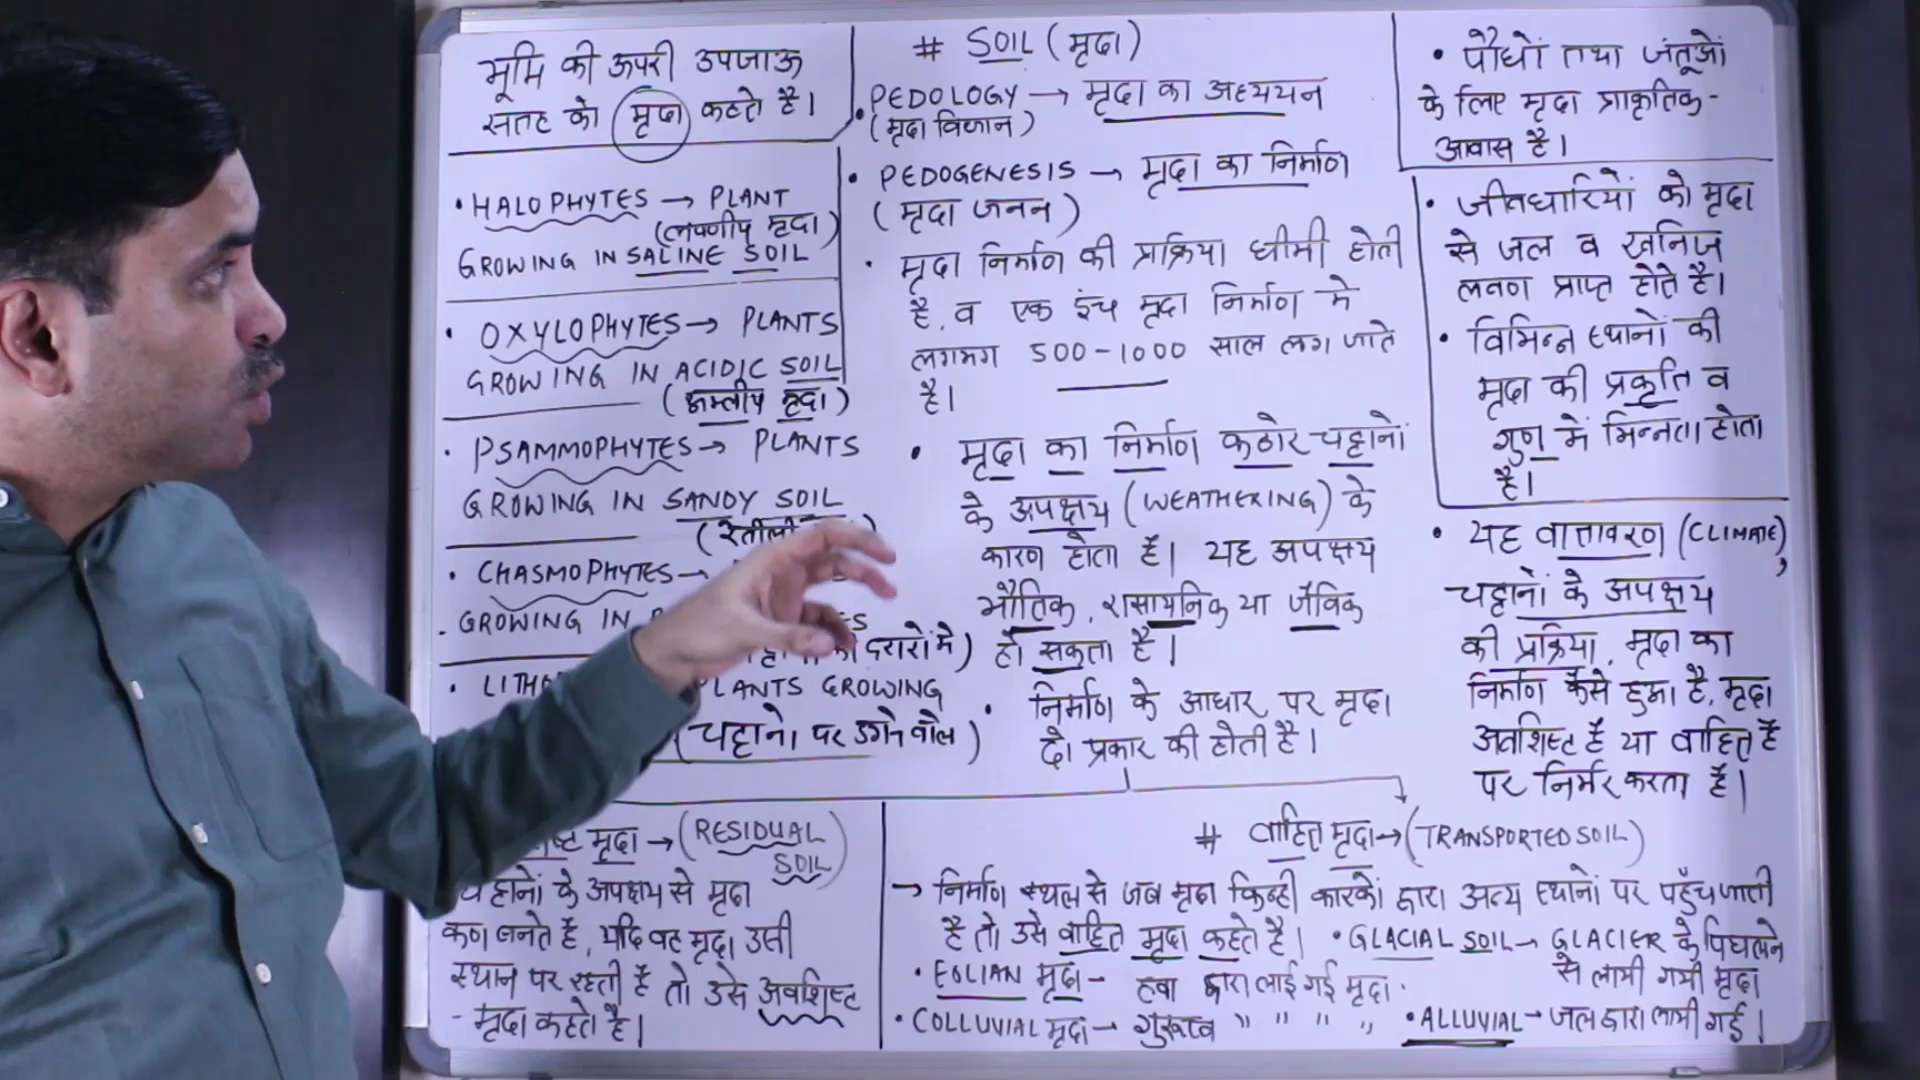 भूमि की ऊपरी उपजाऊ
सतह को मृदा कहते है।
• HALOPHYTES → PLANT
(लवणीय मृदा)
GROWING IN SALINE SOIL
• OXYLOPHYTES → PLANTS
GROWING IN ACIDIC SOIL
(अम्लीय मृदा)
• PSAMMOPHYTES → PLANTS
GROWING IN SANDY SOIL
• CHASMOPHYTES →
GROWING IN
दरारो मे)
• PLANTS GROWING
(चट्टानो पर उगने वाले)
# SOIL (मृदा)
• PEDOLOGY → मृदा का अध्ययन
(मृदा विज्ञान)
• PEDOGENESIS → मृदा का निर्माण
(मृदा जनन)
• मृदा निर्माण की प्रक्रिया धीमी होती
है, व एक इंच मृदा निर्माण मे
लगभग 500-1000 साल लग जाते
है।
• मृदा का निर्माण कठोर चट्टानों
के अपक्षय (WEATHERING) के
कारण होता है। यह अपक्षय
भौतिक, रासायनिक या जैविक
हो सकता है।
• निर्माण के आधार पर मृदा
दो प्रकार की होती है।
• पौधों तथा जंतूओं
के लिए मृदा प्राकृतिक-
आवास है।
• जीवधारियों को मृदा
से जल व खनिज
लवण प्राप्त होते है।
• विभिन्न स्थानों की
मृदा की प्रकृति व
गुण में भिन्नता होता
है।
• यह वातावरण (CLIMATE),
चट्टानों के अपक्षय
की प्रक्रिया, मृदा का
निर्माण कैसे हुआ है, मृदा
अवशिष्ट है या वाहित है
पर निर्भर करता है।
मृदा → (RESIDUAL
SOIL)
चट्टानों के अपक्षय से मृदा
कण बनते है, यदि वह मृदा उसी
स्थान पर रहती है तो उसे अवशिष्ट
- मृदा कहते है।
# वाहित मृदा → (TRANSPORTED SOIL)
→ निर्माण स्थल से जब मृदा किन्ही कारकों द्वारा अन्य स्थानों पर पहुँच जाती
है तो उसे वाहित मृदा कहते है। • GLACIAL SOIL → GLACIER के पिघलने
से लायी गयी मृदा
• EOLIAN मृदा - हवा द्वारा लाई गई मृदा.
• COLLUVIAL मृदा → गुरूत्व " " " " • ALLUVIAL → जल द्वारा लायी गई।